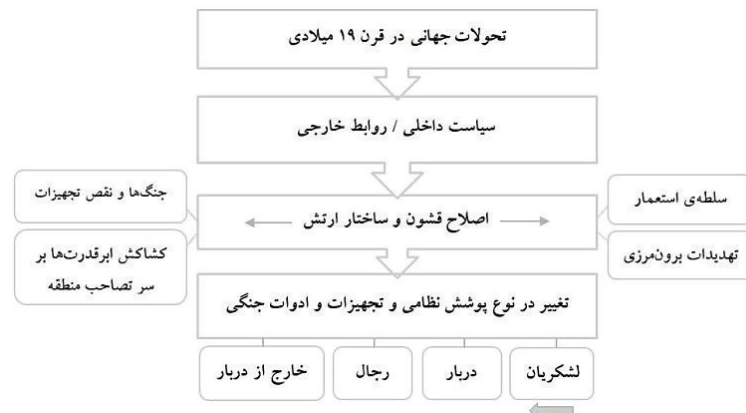 تحولات جهانی در قرن ۱۹ میلادی
سیاست داخلی / روابط خارجی
سلطه‌ی استعمار
تهدیدات برون‌مرزی
اصلاح قشون و ساختار ارتش
جنگ‌ها و نقص تجهیزات
کشاکش ابرقدرت‌ها بر
سر تصاحب منطقه
تغییر در نوع پوشش نظامی و تجهیزات و ادوات جنگی
لشکریان
دربار
رجال
خارج از دربار